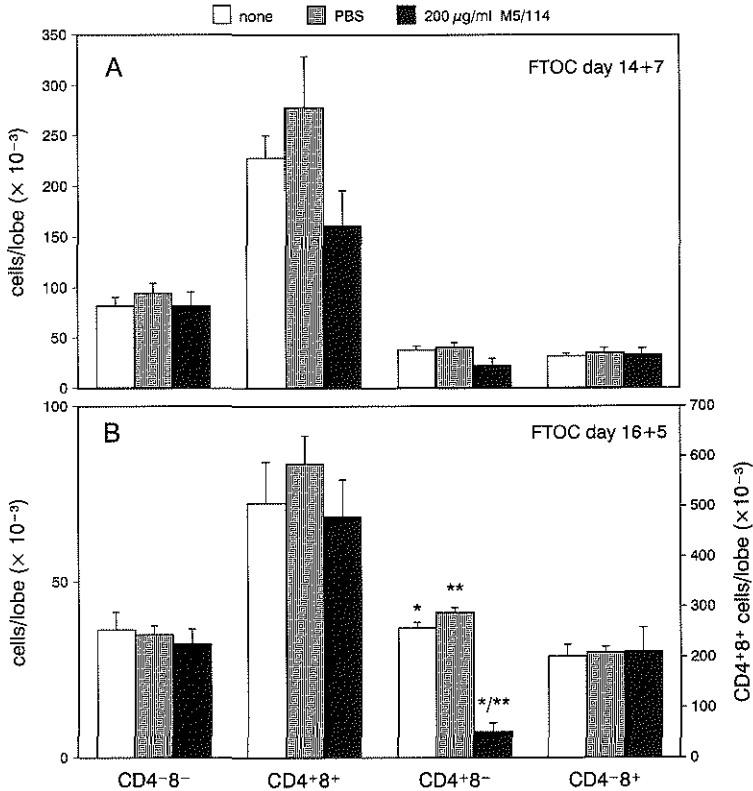 none PBS 200 µg/ml M5/114
A
FTOC day 14+7
cells/lobe (× 10⁻³)
350
300
250
200
150
100
50
0
B
FTOC day 16+5
cells/lobe (× 10⁻³)
100
50
0
* ** */**
700
600
500
400
300
200
100
0
CD4⁺8⁺ cells/lobe (×10⁻³)
CD4⁻8⁻ CD4⁺8⁺ CD4⁺8⁻ CD4⁻8⁺